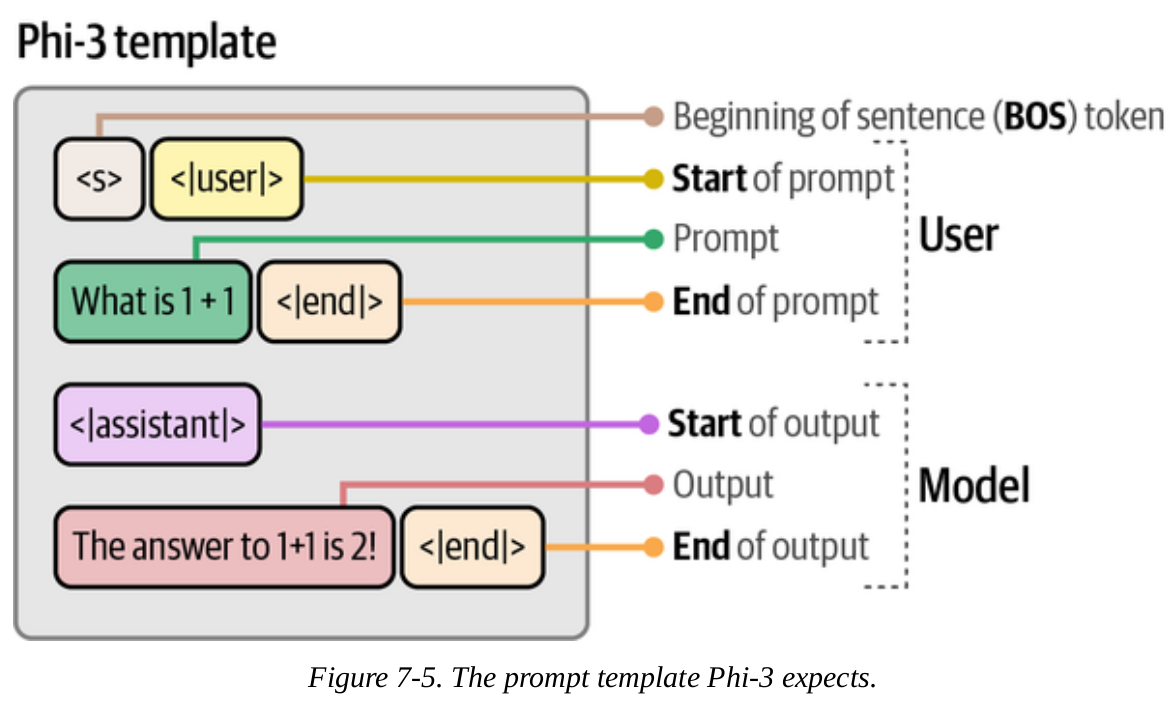 Phi-3 template
Beginning of sentence (BOS) token
<s> <|user|> Start of prompt
Prompt
User
What is 1 + 1 <|end|> End of prompt
<|assistant|> Start of output
Output
Model
The answer to 1+1 is 2! <|end|> End of output
Figure 7-5. The prompt template Phi-3 expects.